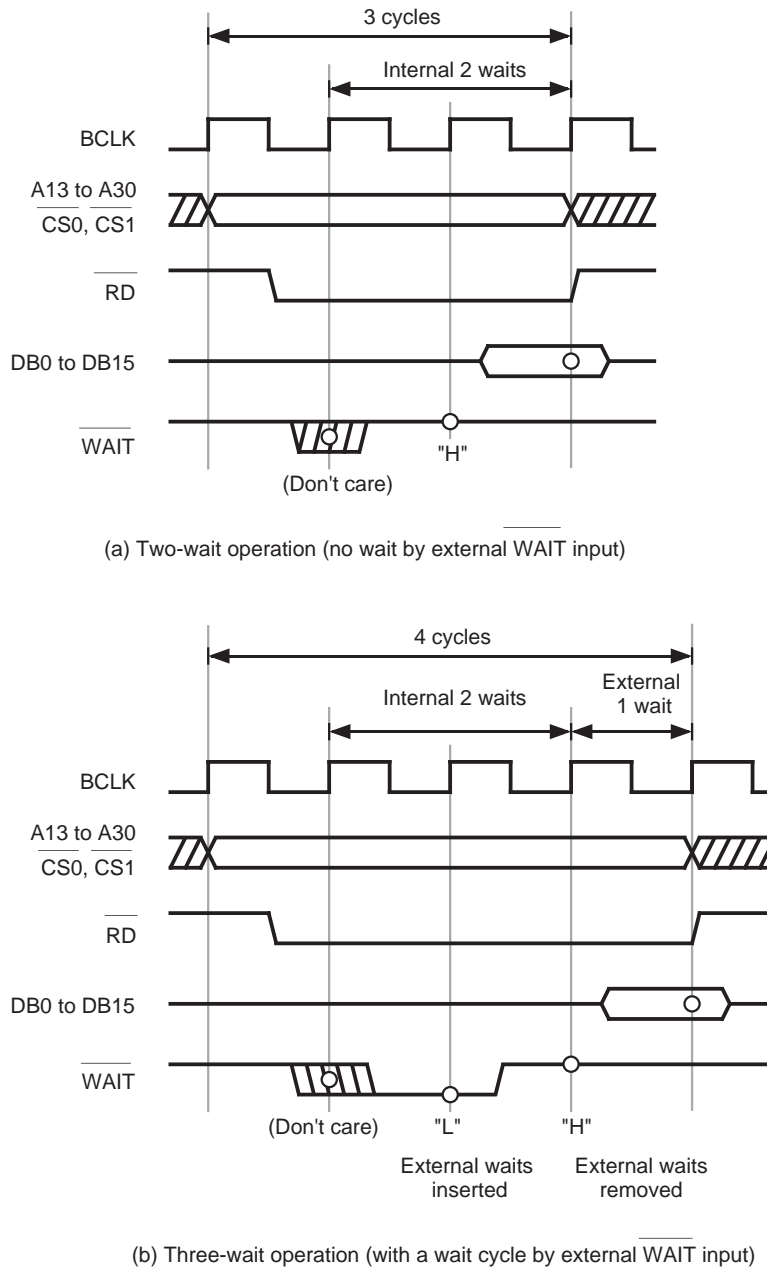 3 cycles
Internal 2 waits
BCLK
A13 to A30
CS0, CS1
RD
DB0 to DB15
WAIT
"H"
(Don't care)
(a) Two-wait operation (no wait by external WAIT input)
4 cycles
Internal 2 waits
External
1 wait
BCLK
A13 to A30
CS0, CS1
RD
DB0 to DB15
WAIT
(Don't care)
"L"
"H"
External waits
inserted
External waits
removed
(b) Three-wait operation (with a wait cycle by external WAIT input)